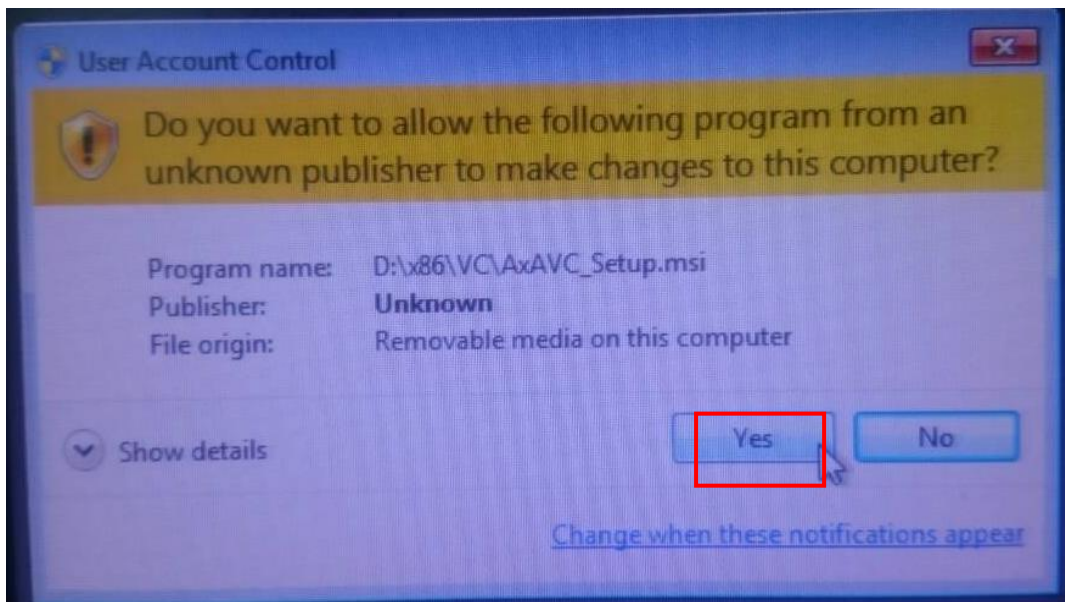 User Account Control
Do you want to allow the following program from an
unknown publisher to make changes to this computer?
Program name: D:\x86\VC\AxAVC_Setup.msi
Publisher: Unknown
File origin: Removable media on this computer
Show details
Yes
No
Change when these notifications appear